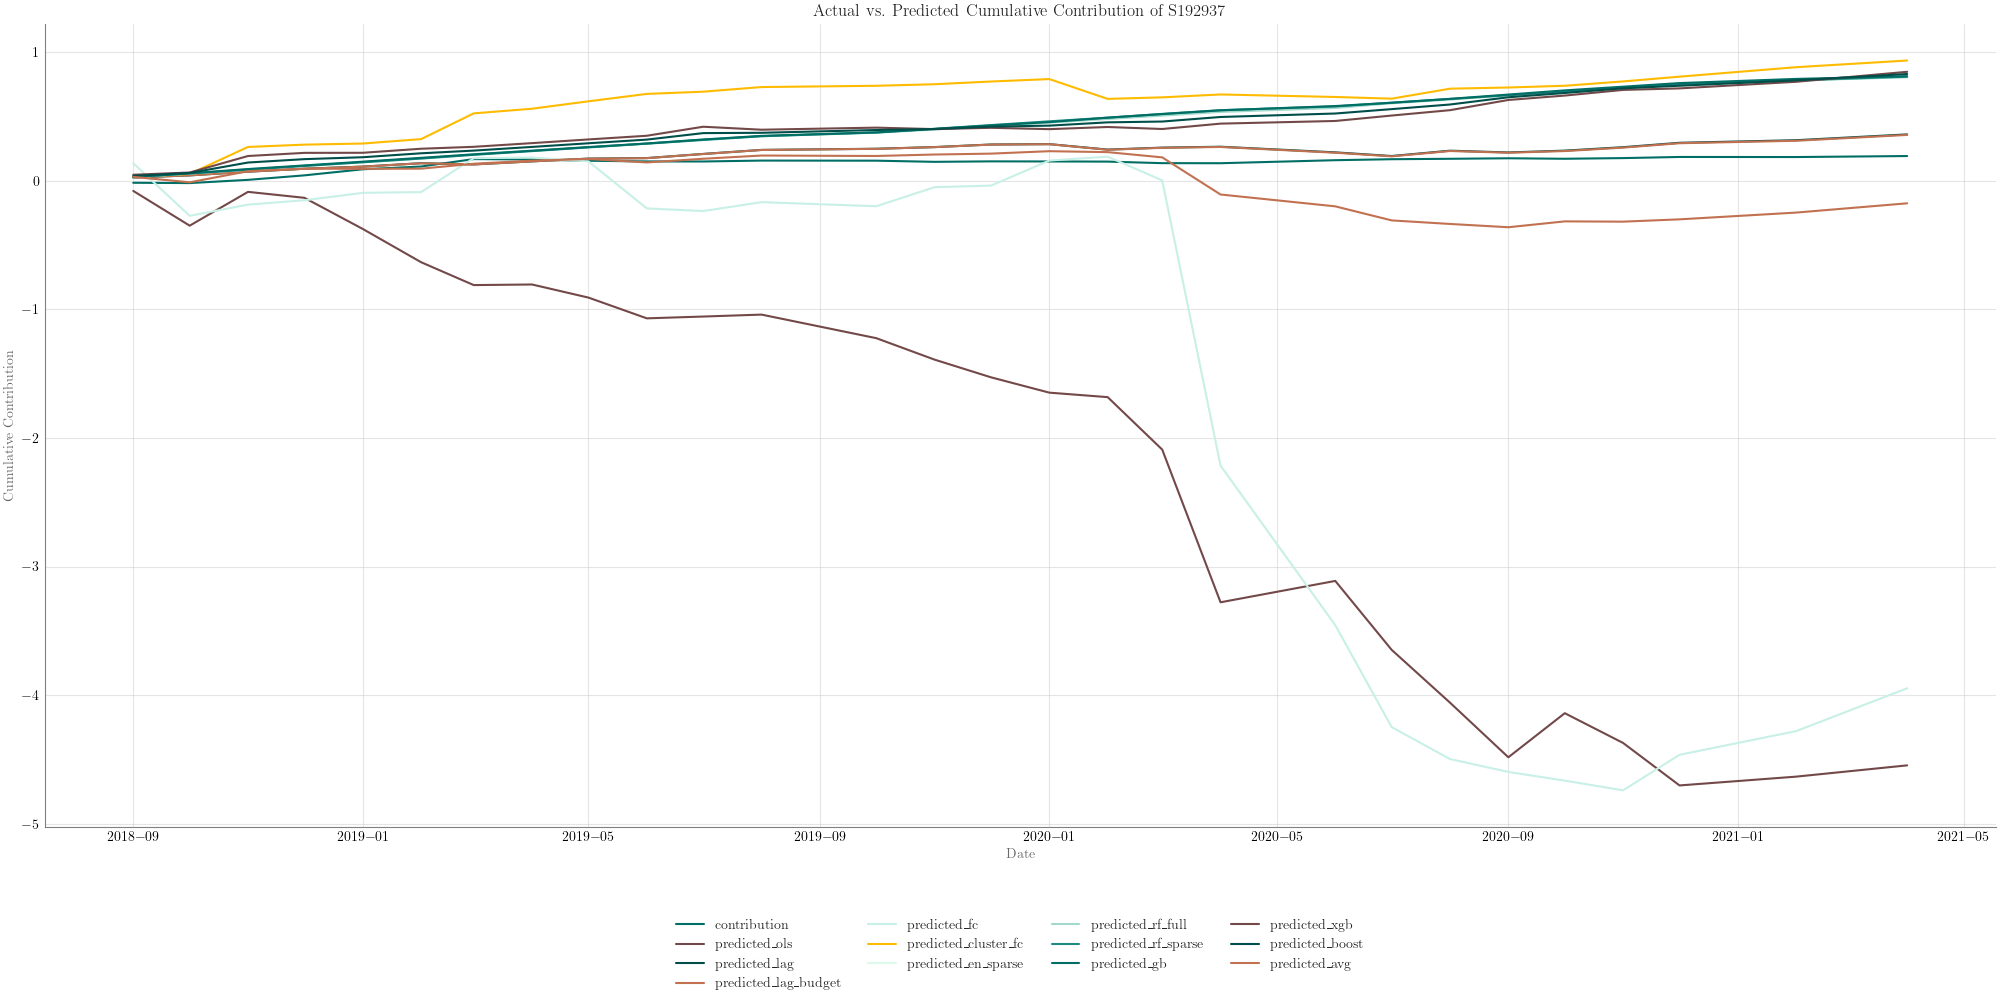 Actual vs. Predicted Cumulative Contribution of S192937
1
0
−1
−2
−3
−4
−5
Cumulative Contribution
2018−09 2019−01 2019−05 2019−09 2020−01 2020−05 2020−09 2021−01 2021−05
Date
contribution predicted_fc predicted_rf_full predicted_xgb
predicted_ols predicted_cluster_fc predicted_rf_sparse predicted_boost
predicted_lag predicted_en_sparse predicted_gb predicted_avg
predicted_lag_budget